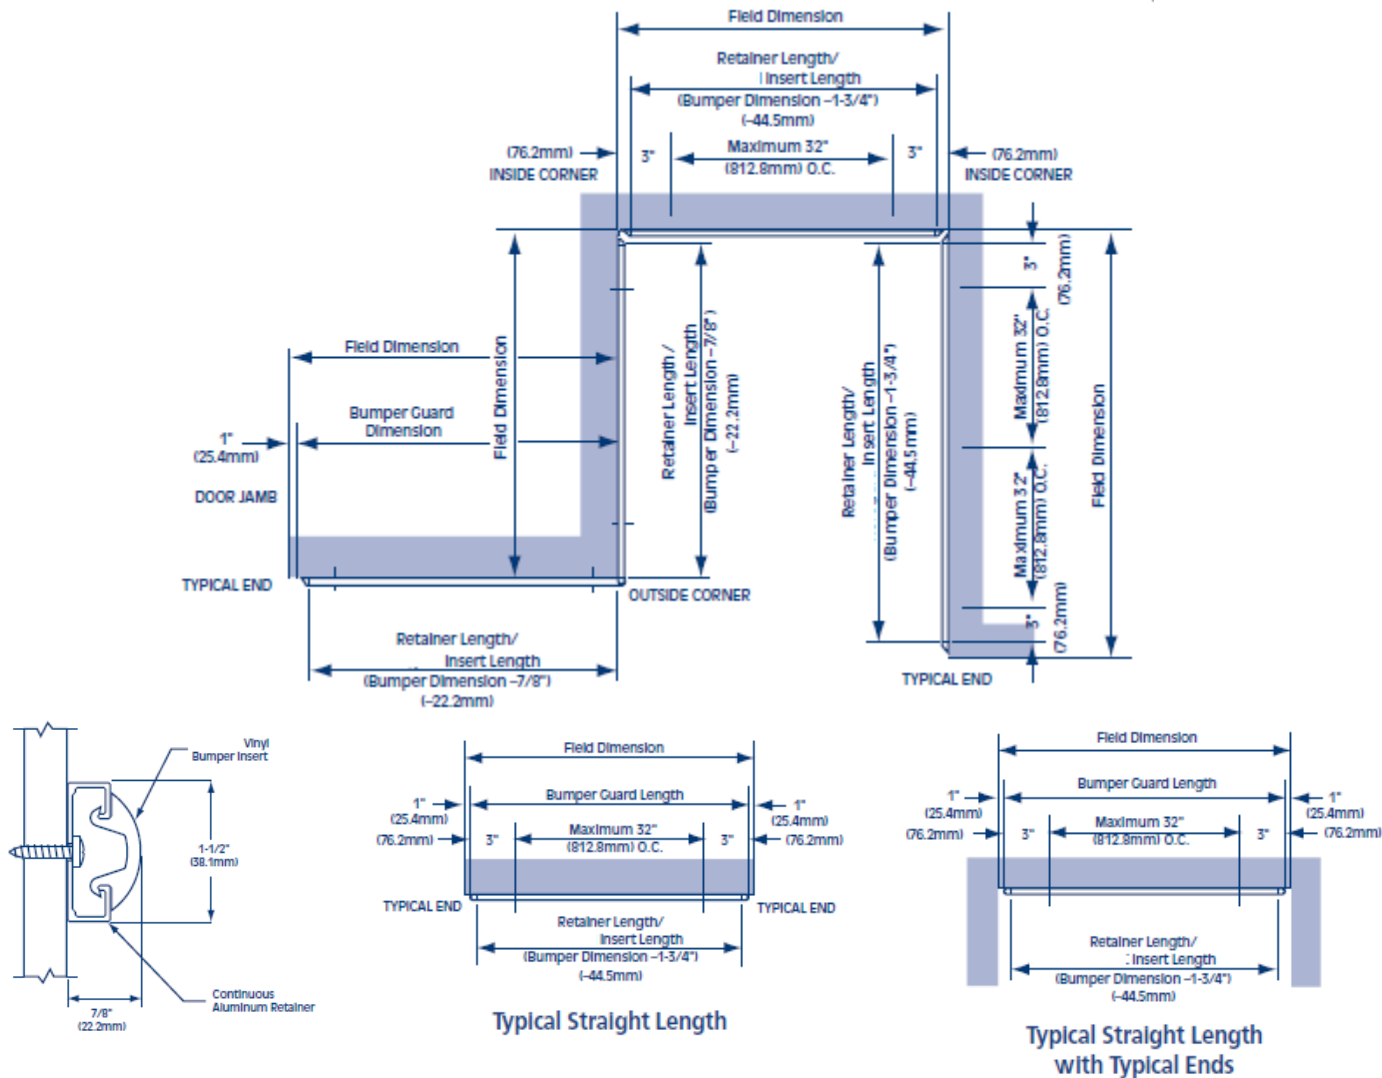 Field Dimension
Retainer Length/
Insert Length
(Bumper Dimension –1-3/4")
(–44.5mm)
(76.2mm)
3"
Maximum 32"
(812.8mm) O.C.
3"
(76.2mm)
INSIDE CORNER
INSIDE CORNER
Field Dimension
Bumper Guard
Dimension
1"
(25.4mm)
DOOR JAMB
TYPICAL END
Field Dimension
Retainer Length /
Insert Length
(Bumper Dimension –7/8")
(–22.2mm)
Retainer Length/
Insert Length
(Bumper Dimension –1-3/4")
(–44.5mm)
3"
(76.2mm)
Maximum 32"
(812.8mm) O.C.
Maximum 32"
(812.8mm) O.C.
3"
(76.2mm)
Field Dimension
OUTSIDE CORNER
Retainer Length/
Insert Length
(Bumper Dimension –7/8")
(–22.2mm)
TYPICAL END
Vinyl
Bumper Insert
1-1/2"
(38.1mm)
Continuous
Aluminum Retainer
7/8"
(22.2mm)
Field Dimension
Bumper Guard Length
1"
(25.4mm)
1"
(25.4mm)
(76.2mm)
3"
Maximum 32"
(812.8mm) O.C.
3"
(76.2mm)
TYPICAL END
TYPICAL END
Retainer Length/
Insert Length
(Bumper Dimension –1-3/4")
(–44.5mm)
Typical Straight Length
Field Dimension
Bumper Guard Length
1"
(25.4mm)
1"
(25.4mm)
(76.2mm)
3"
Maximum 32"
(812.8mm) O.C.
3"
(76.2mm)
Retainer Length/
Insert Length
(Bumper Dimension –1-3/4")
(–44.5mm)
Typical Straight Length
with Typical Ends